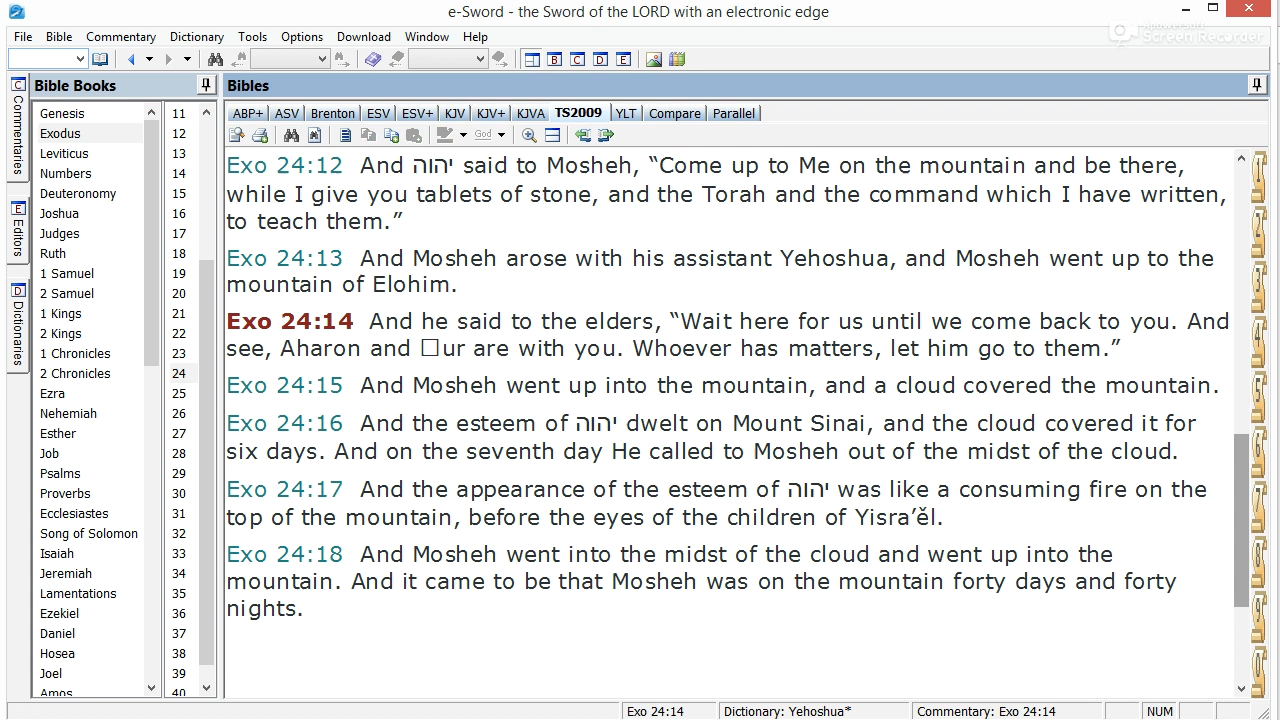 e-Sword - the Sword of the LORD with an electronic edge
Apowersoft
Screen Recorder
File Bible Commentary Dictionary Tools Options Download Window Help
B C D E
Bible Books
Bibles
C Commentaries
E Editors
D Dictionaries
Genesis
Exodus
Leviticus
Numbers
Deuteronomy
Joshua
Judges
Ruth
1 Samuel
2 Samuel
1 Kings
2 Kings
1 Chronicles
2 Chronicles
Ezra
Nehemiah
Esther
Job
Psalms
Proverbs
Ecclesiastes
Song of Solomon
Isaiah
Jeremiah
Lamentations
Ezekiel
Daniel
Hosea
Joel
Amos
11
12
13
14
15
16
17
18
19
20
21
22
23
24
25
26
27
28
29
30
31
32
33
34
35
36
37
38
39
40
ABP+ ASV Brenton ESV ESV+ KJV KJV+ KJVA TS2009 YLT Compare Parallel
God
Exo 24:12 And יהוה said to Mosheh, “Come up to Me on the mountain and be there,
while I give you tablets of stone, and the Torah and the command which I have written,
to teach them.”
Exo 24:13 And Mosheh arose with his assistant Yehoshua, and Mosheh went up to the
mountain of Elohim.
Exo 24:14 And he said to the elders, “Wait here for us until we come back to you. And
see, Aharon and □ur are with you. Whoever has matters, let him go to them.”
Exo 24:15 And Mosheh went up into the mountain, and a cloud covered the mountain.
Exo 24:16 And the esteem of יהוה dwelt on Mount Sinai, and the cloud covered it for
six days. And on the seventh day He called to Mosheh out of the midst of the cloud.
Exo 24:17 And the appearance of the esteem of יהוה was like a consuming fire on the
top of the mountain, before the eyes of the children of Yisra’ĕl.
Exo 24:18 And Mosheh went into the midst of the cloud and went up into the
mountain. And it came to be that Mosheh was on the mountain forty days and forty
nights.
1
2
3
4
5
6
7
8
9
0
Exo 24:14 Dictionary: Yehoshua* Commentary: Exo 24:14 NUM